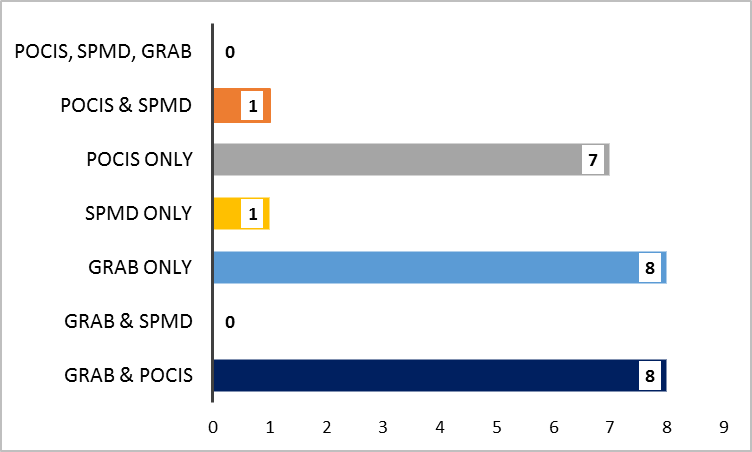 POCIS, SPMD, GRAB 0
POCIS & SPMD 1
POCIS ONLY 7
SPMD ONLY 1
GRAB ONLY 8
GRAB & SPMD 0
GRAB & POCIS 8
0 1 2 3 4 5 6 7 8 9